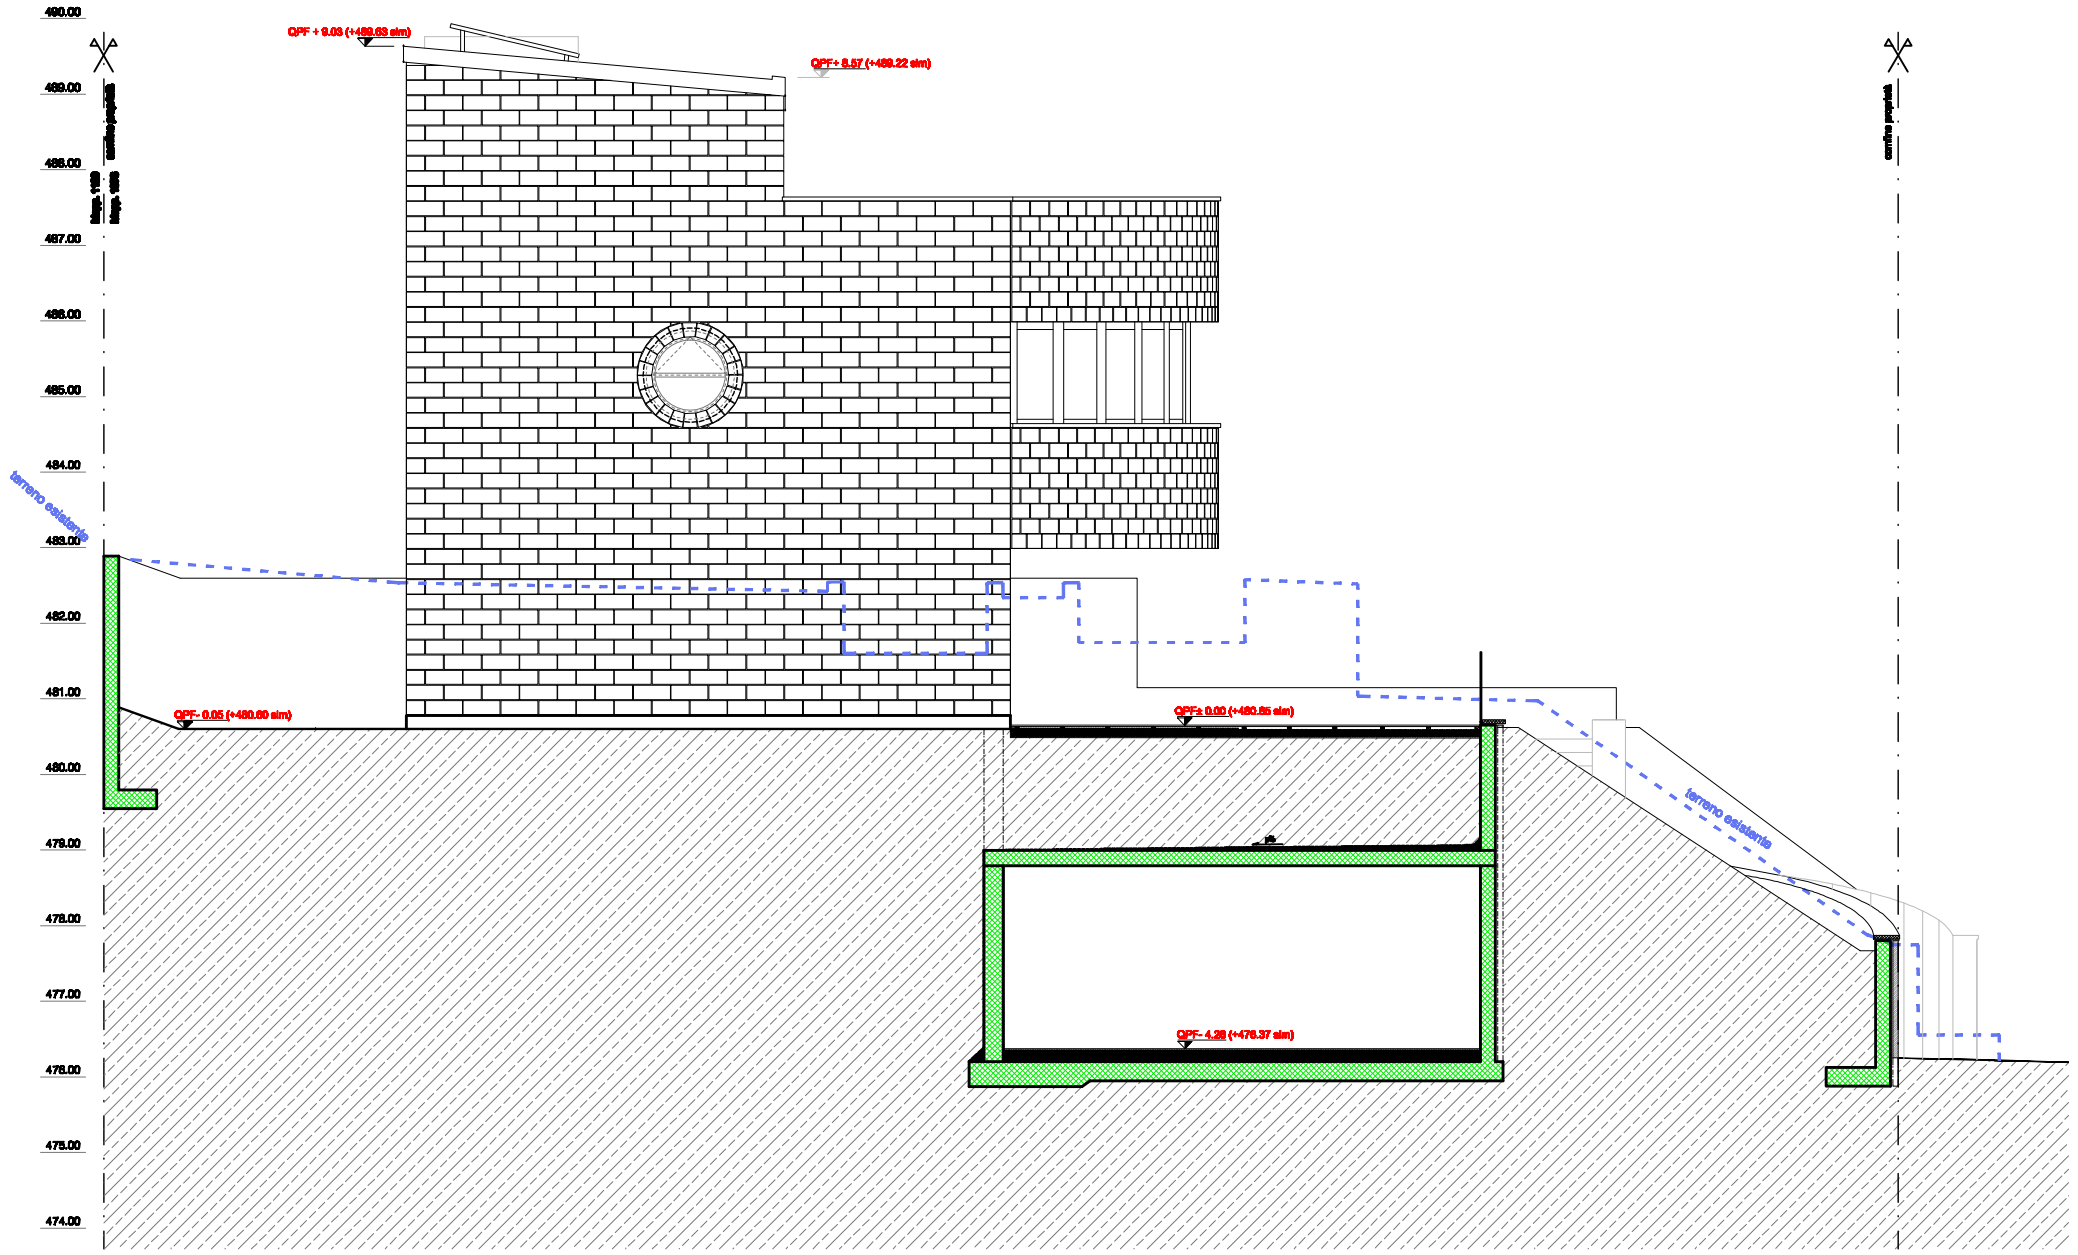 490.00
QPF + 9.03 (+489.63 slm)
QPF+ 8.57 (+489.22 slm)
489.00
confine proprietà
confine proprietà
488.00
487.00
486.00
485.00
484.00
terreno esistente
483.00
482.00
481.00
QPF- 0.05 (+480.60 slm)
QPF± 0.00 (+480.65 slm)
480.00
terreno esistente
479.00
478.00
477.00
QPF- 4.28 (+476.37 slm)
476.00
475.00
474.00